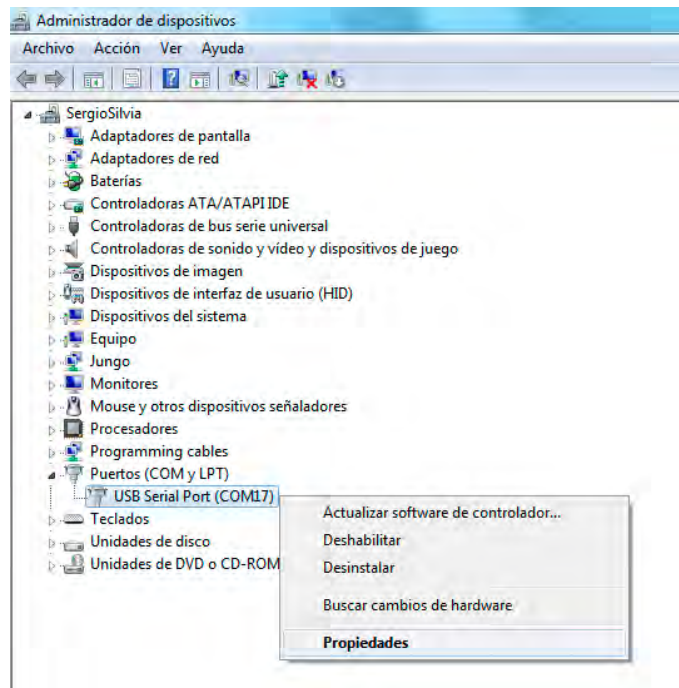 Administrador de dispositivos
Archivo Acción Ver Ayuda
SergioSilvia
Adaptadores de pantalla
Adaptadores de red
Baterías
Controladoras ATA/ATAPI IDE
Controladoras de bus serie universal
Controladoras de sonido y vídeo y dispositivos de juego
Dispositivos de imagen
Dispositivos de interfaz de usuario (HID)
Dispositivos del sistema
Equipo
Jungo
Monitores
Mouse y otros dispositivos señaladores
Procesadores
Programming cables
Puertos (COM y LPT)
USB Serial Port (COM17)
Teclados
Unidades de disco
Unidades de DVD o CD-ROM
Actualizar software de controlador...
Deshabilitar
Desinstalar
Buscar cambios de hardware
Propiedades